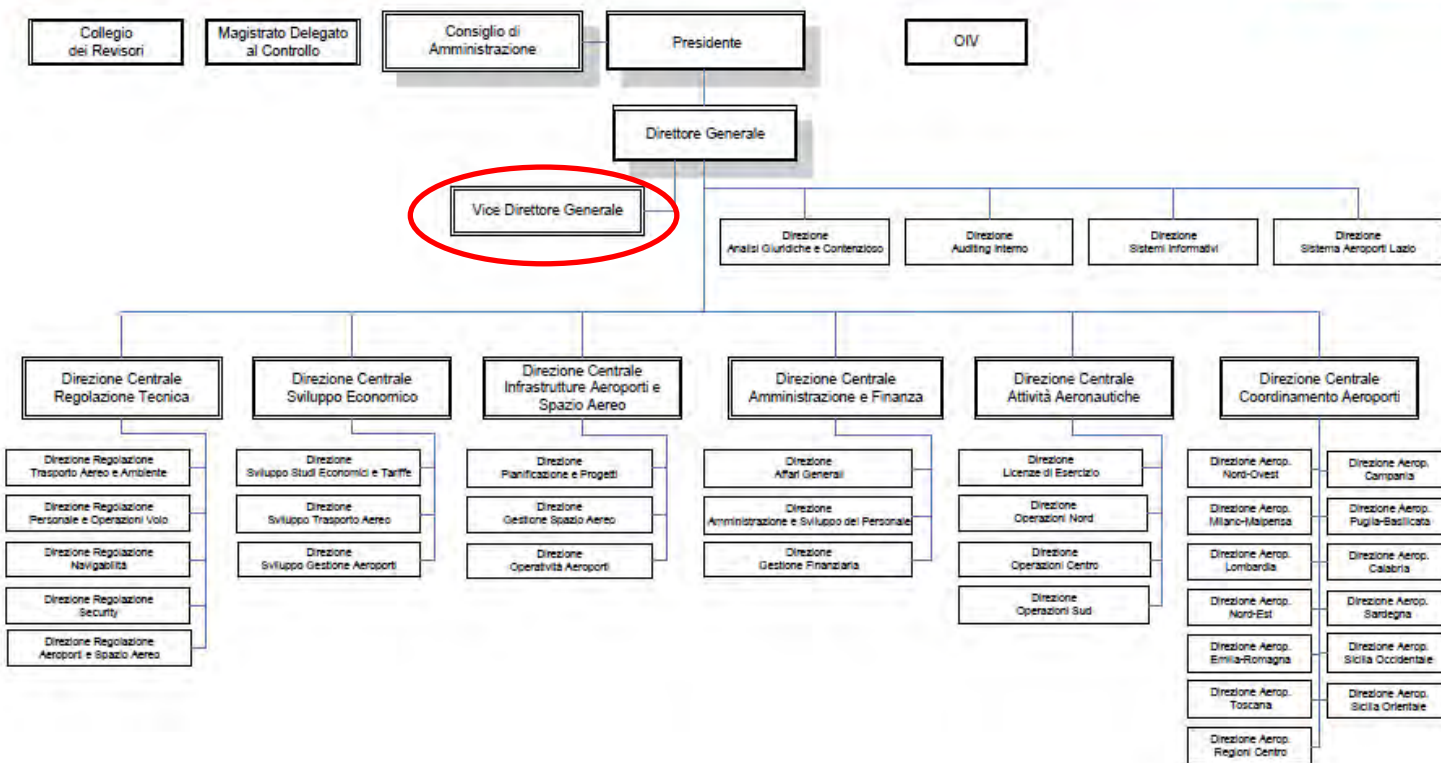 Collegio
dei Revisori
Magistrato Delegato
al Controllo
Consiglio di
Amministrazione
Presidente
OIV
Direttore Generale
Vice Direttore Generale
Direzione
Analisi Giuridiche e Contenzioso
Direzione
Auditing Interno
Direzione
Sistemi Informativi
Direzione
Sistema Aeroporti Lazio
Direzione Centrale
Regolazione Tecnica
Direzione Centrale
Sviluppo Economico
Direzione Centrale
Infrastrutture Aeroporti e
Spazio Aereo
Direzione Centrale
Amministrazione e Finanza
Direzione Centrale
Attività Aeronautiche
Direzione Centrale
Coordinamento Aeroporti
Direzione Regolazione
Trasporto Aereo e Ambiente
Direzione Regolazione
Personale e Operazioni Volo
Direzione Regolazione
Navigabilità
Direzione Regolazione
Security
Direzione Regolazione
Aeroporti e Spazio Aereo
Direzione
Sviluppo Studi Economici e Tariffe
Direzione
Sviluppo Trasporto Aereo
Direzione
Sviluppo Gestione Aeroporti
Direzione
Pianificazione e Progetti
Direzione
Gestione Spazio Aereo
Direzione
Operatività Aeroporti
Direzione
Affari Generali
Direzione
Amministrazione e Sviluppo del Personale
Direzione
Gestione Finanziaria
Direzione
Licenze di Esercizio
Direzione
Operazioni Nord
Direzione
Operazioni Centro
Direzione
Operazioni Sud
Direzione Aerop.
Nord-Ovest
Direzione Aerop.
Milano-Malpensa
Direzione Aerop.
Lombardia
Direzione Aerop.
Nord-Est
Direzione Aerop.
Emilia-Romagna
Direzione Aerop.
Toscana
Direzione Aerop.
Regioni Centro
Direzione Aerop.
Campania
Direzione Aerop.
Puglia-Basilicata
Direzione Aerop.
Calabria
Direzione Aerop.
Sardegna
Direzione Aerop.
Sicilia Occidentale
Direzione Aerop.
Sicilia Orientale